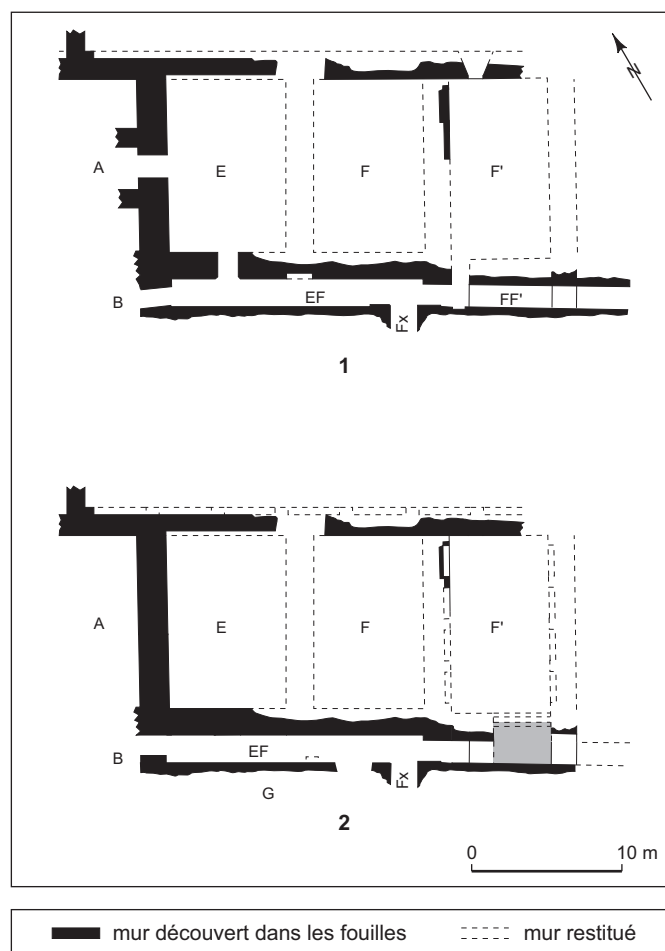 N
A
E
F
F'
B
EF
FF'
Fx
1
A
E
F
F'
B
EF
G
Fx
2
0 10 m
mur découvert dans les fouilles mur restitué